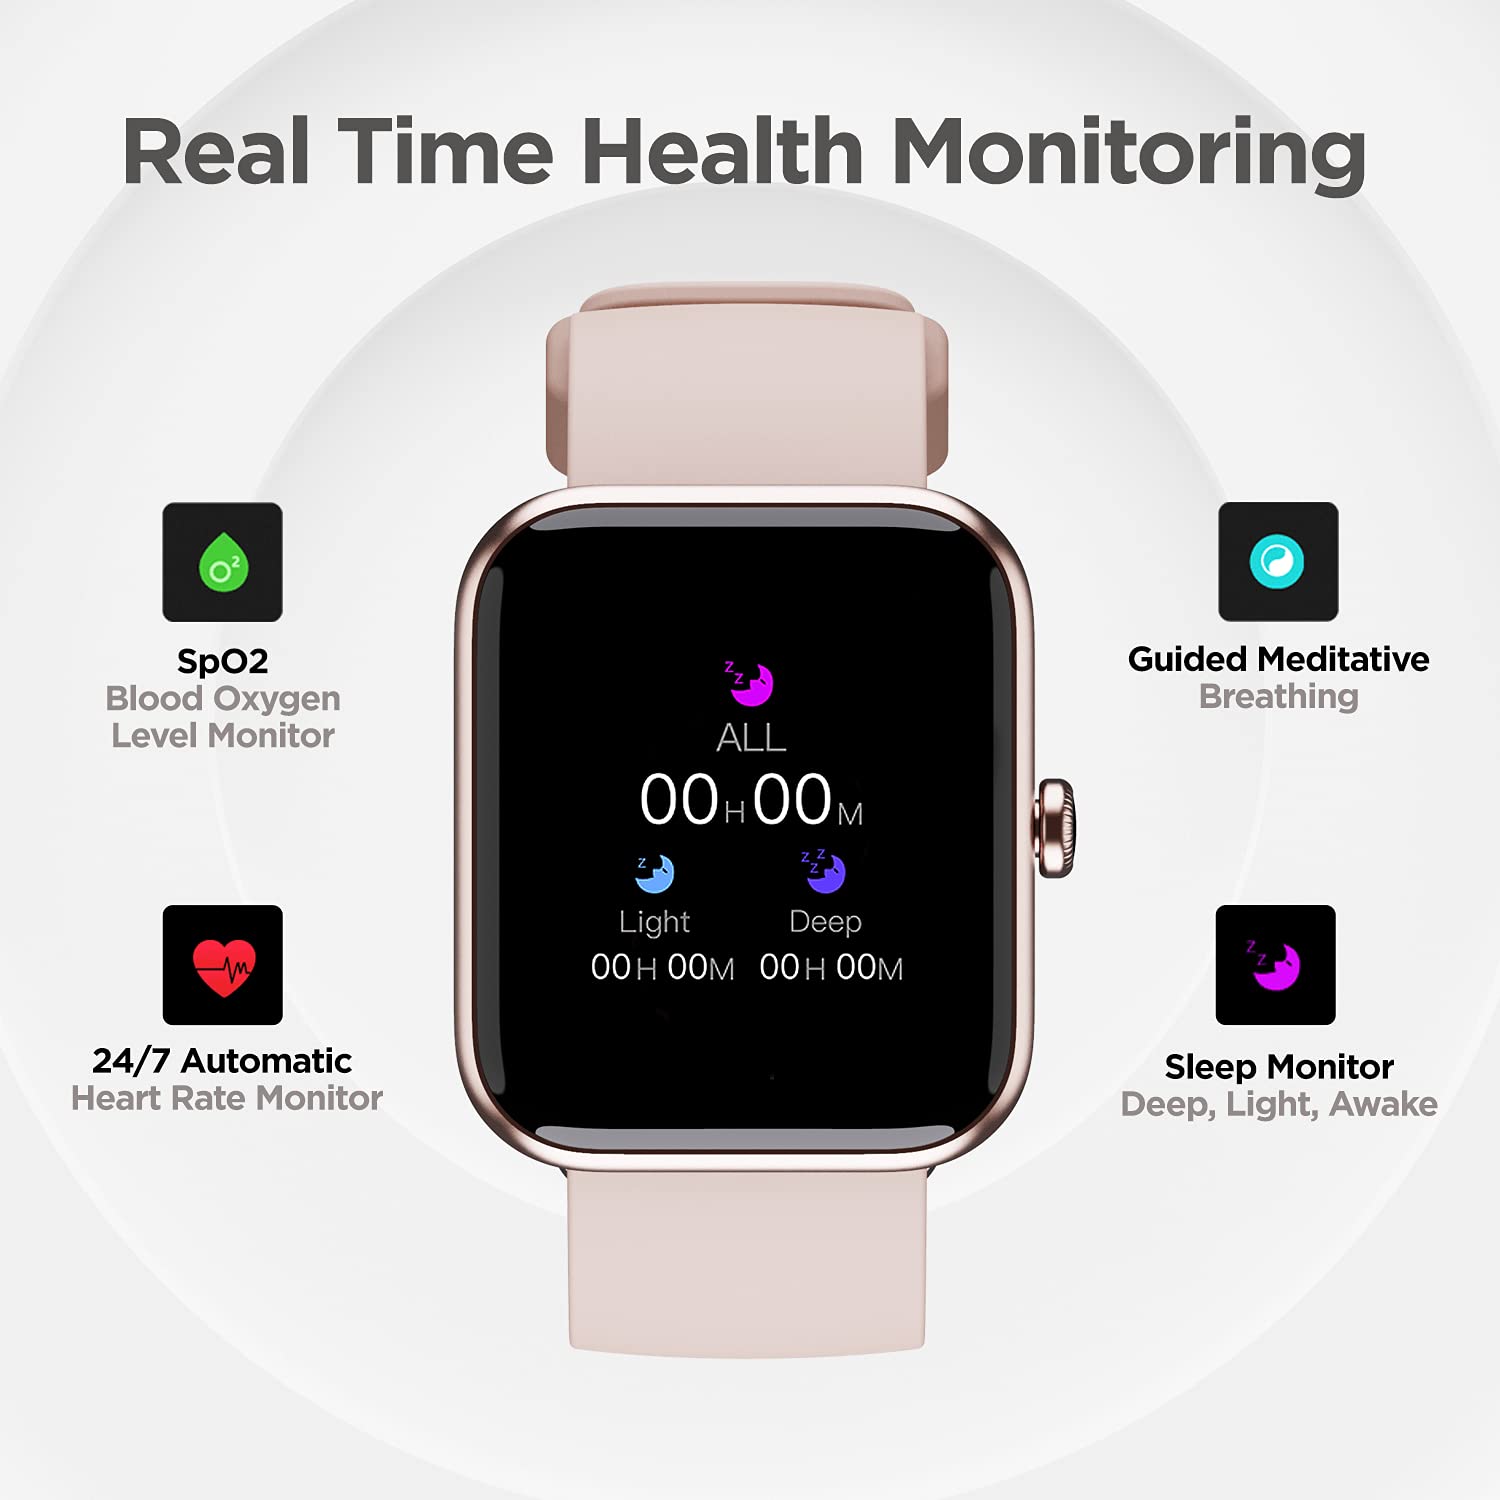 Real Time Health Monitoring
O²
SpO2
Blood Oxygen
Level Monitor
Guided Meditative
Breathing
z
z
ALL
00H00M
z
z
z
z
Light
Deep
00H 00M
00H 00M
24/7 Automatic
Heart Rate Monitor
z
z
Sleep Monitor
Deep, Light, Awake